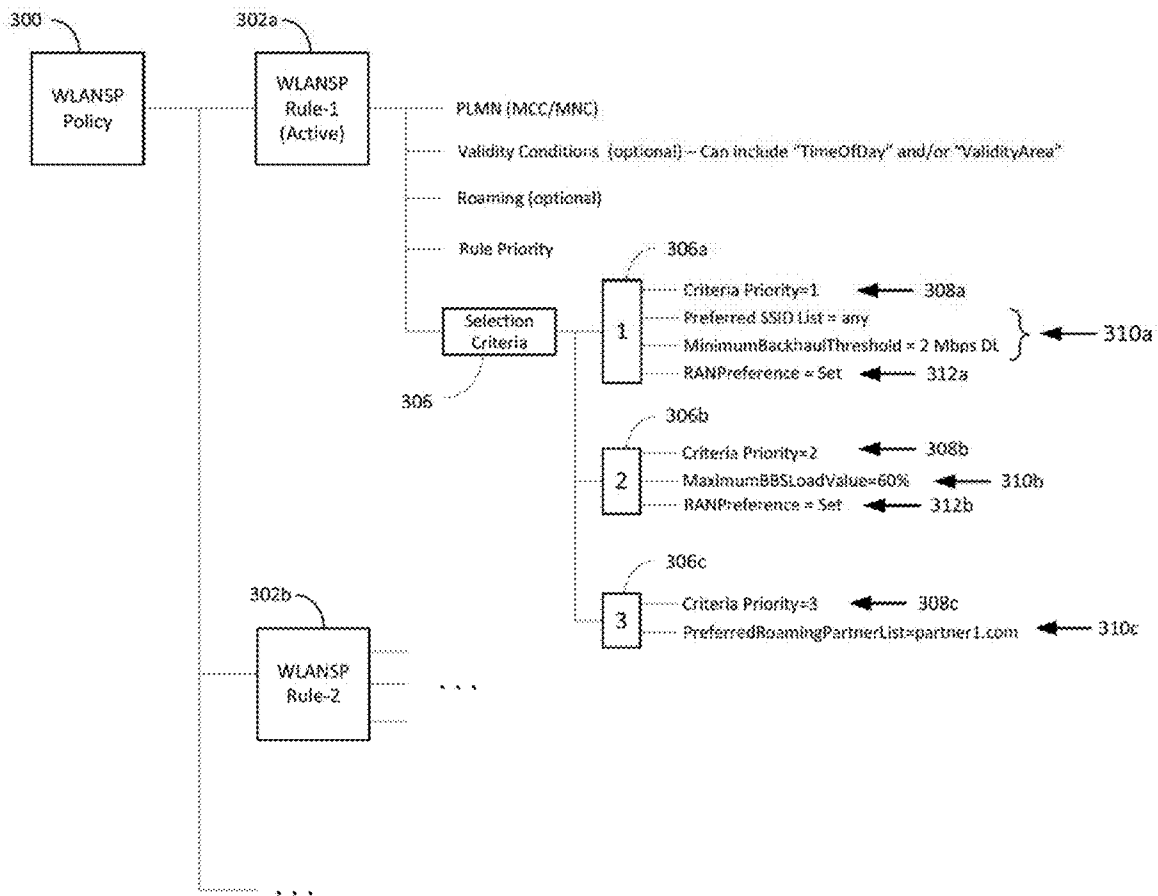 300
302a
WLANSP
Policy
WLANSP
Rule-1
(Active)
PLMN (MCC/MNC)
Validity Conditions (optional) – Can include "TimeOfDay" and/or "ValidityArea"
Roaming (optional)
Rule Priority
306a
Selection
Criteria
306
1
Criteria Priority=1
308a
Preferred SSID List = any
MinimumBackhaulThreshold = 2 Mbps DL
310a
RANPreference = Set
312a
306b
2
Criteria Priority=2
308b
MaximumBBSLoadValue=60%
310b
RANPreference = Set
312b
306c
3
Criteria Priority=3
308c
PreferredRoamingPartnerList=partner1.com
310c
302b
WLANSP
Rule-2
. . .
. . .